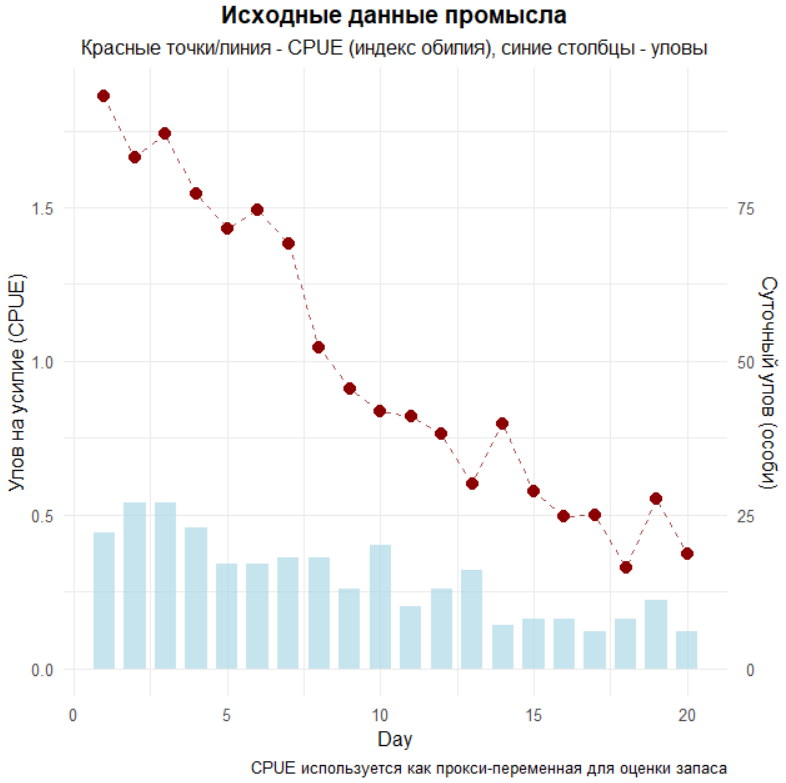 Исходные данные промысла
Красные точки/линия - CPUE (индекс обилия), синие столбцы - уловы
Улов на усилие (CPUE)
1.5
1.0
0.5
0.0
75
50
25
0
Суточный улов (особи)
0 5 10 15 20
Day
CPUE используется как прокси-переменная для оценки запаса